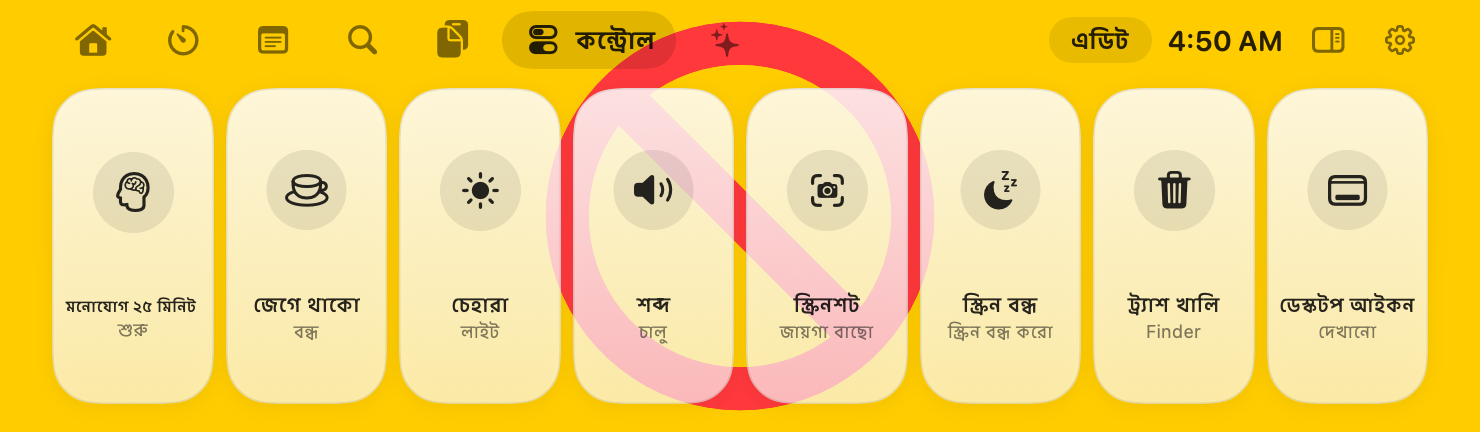 কন্ট্রোল
এডিট
4:50 AM
মনোযোগ ২৫ মিনিট
শুরু
জেগে থাকো
বন্ধ
চেহারা
লাইট
শব্দ
চালু
স্ক্রিনশট
জায়গা বাছো
স্ক্রিন বন্ধ
স্ক্রিন বন্ধ করো
ট্র্যাশ খালি
Finder
ডেস্কটপ আইকন
দেখানো